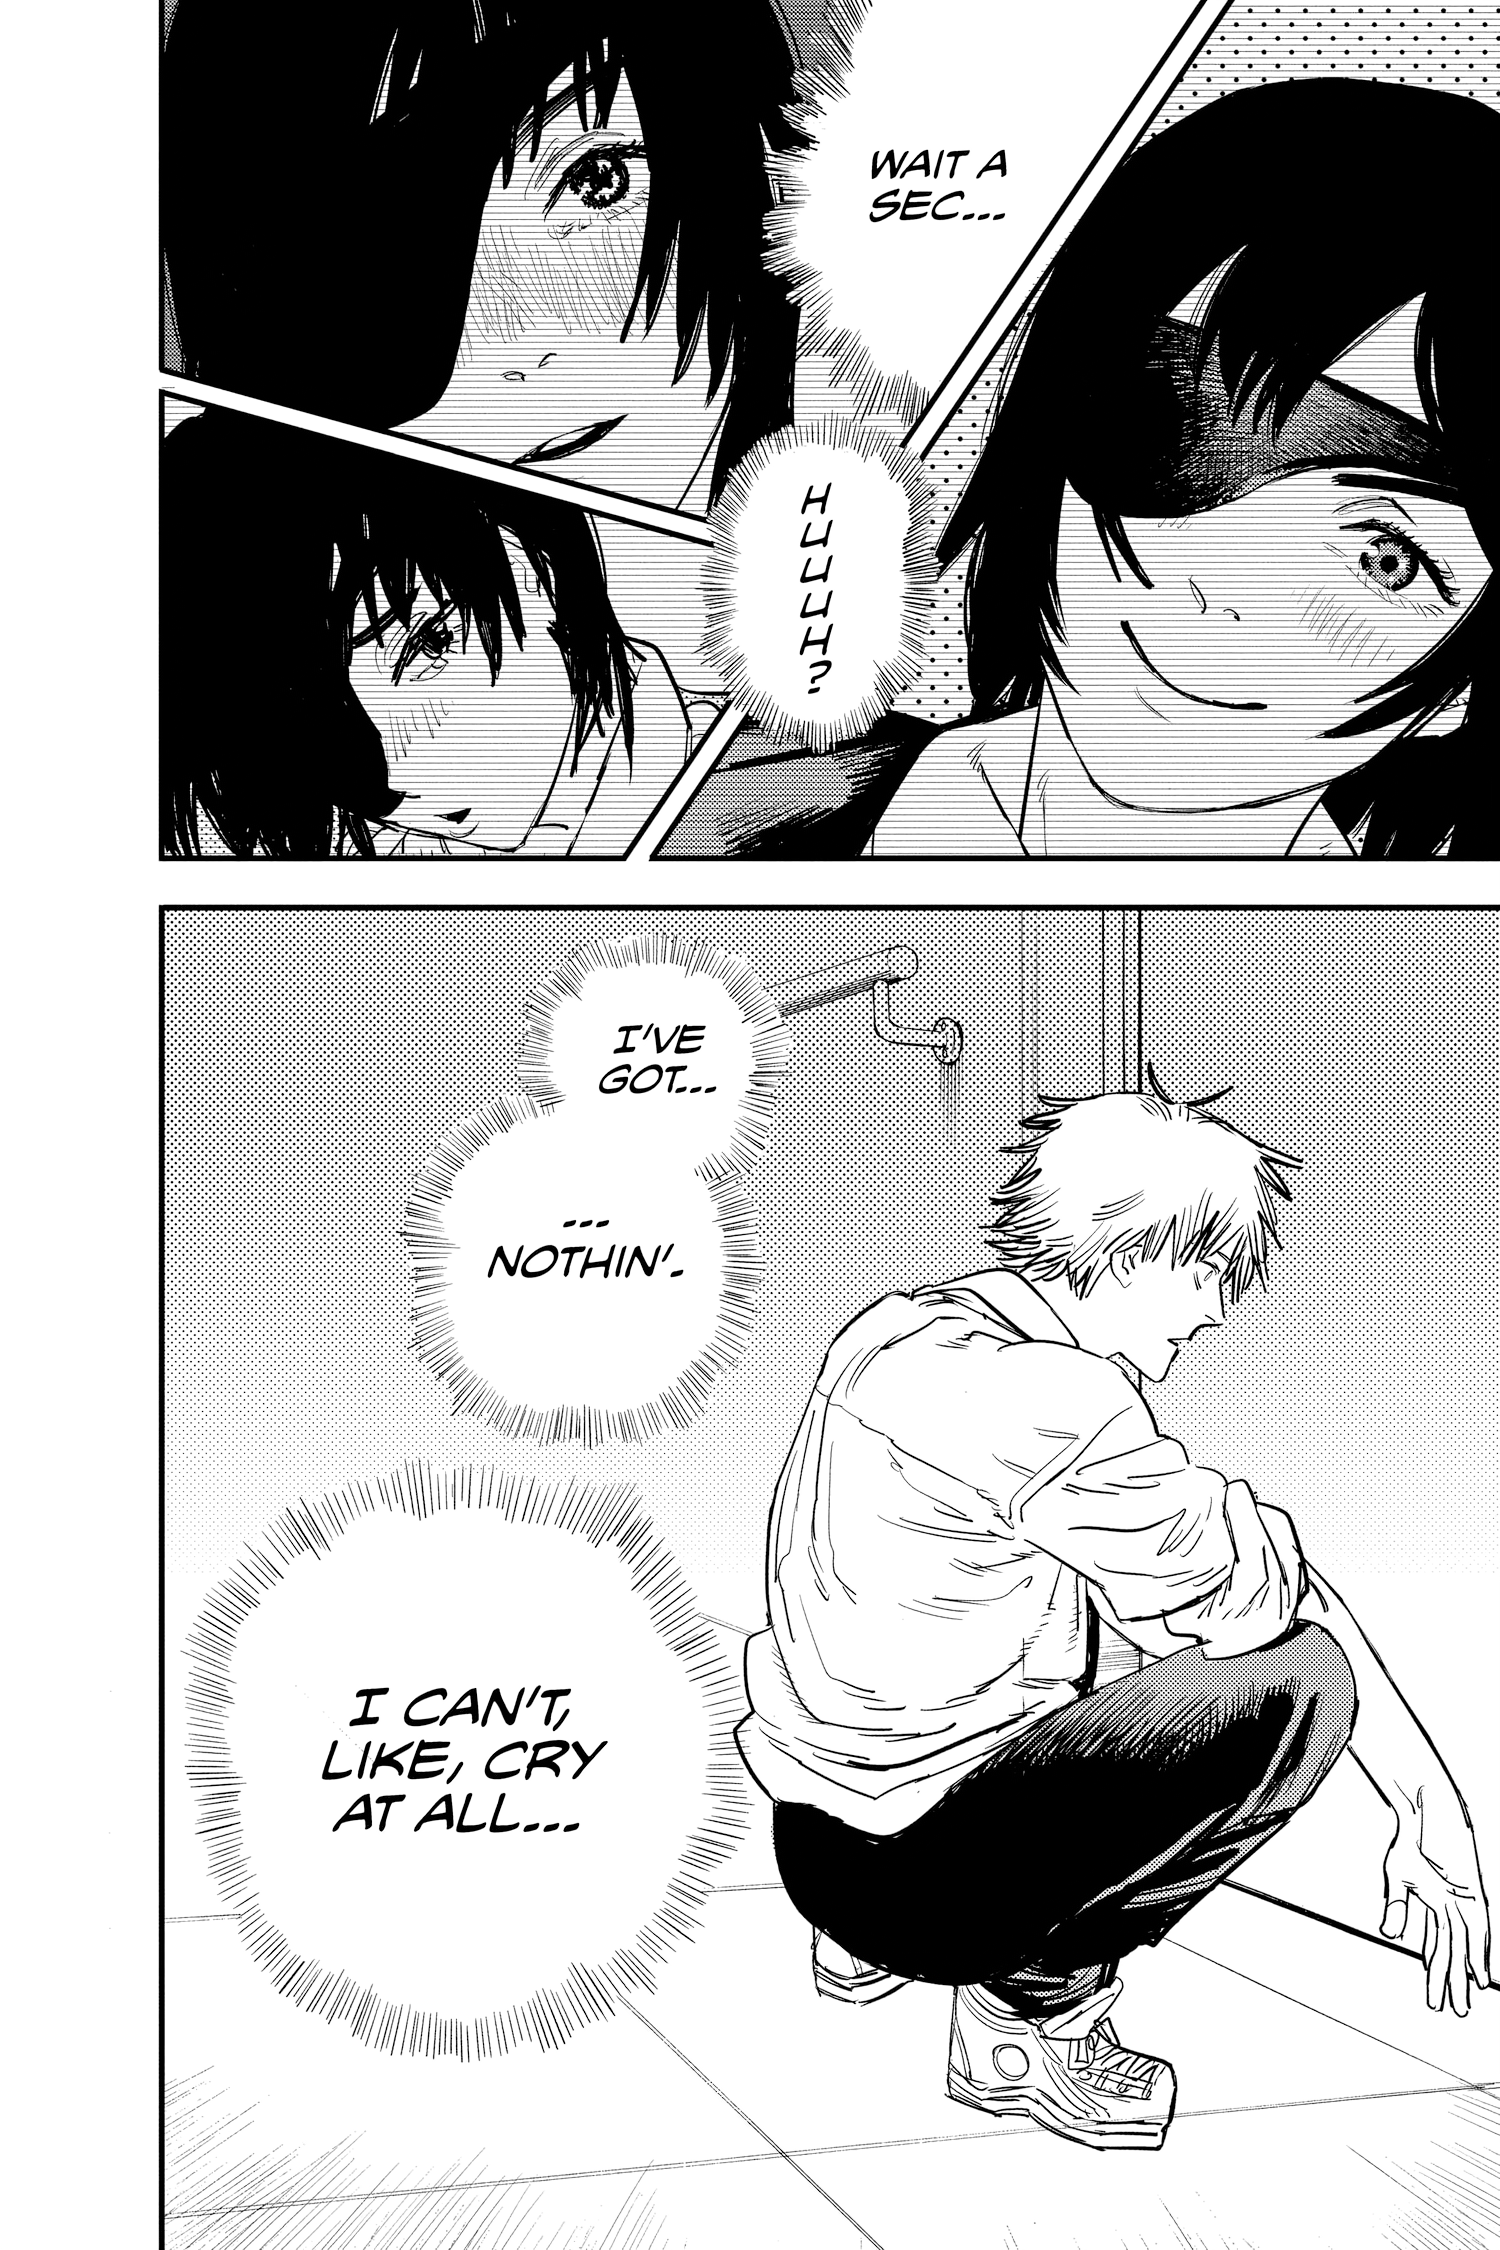 WAIT A
SEC...
HUUUH?
I'VE
GOT...
...
NOTHIN'.
I CAN'T,
LIKE, CRY
AT ALL...